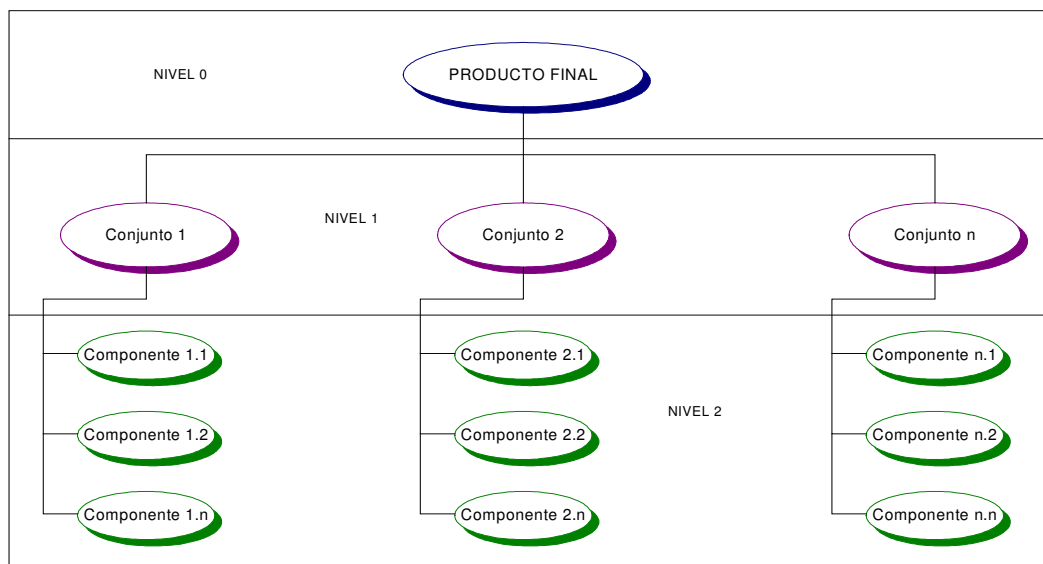 NIVEL 0
PRODUCTO FINAL
NIVEL 1
Conjunto 1
Conjunto 2
Conjunto n
Componente 1.1
Componente 2.1
Componente n.1
NIVEL 2
Componente 1.2
Componente 2.2
Componente n.2
Componente 1.n
Componente 2.n
Componente n.n